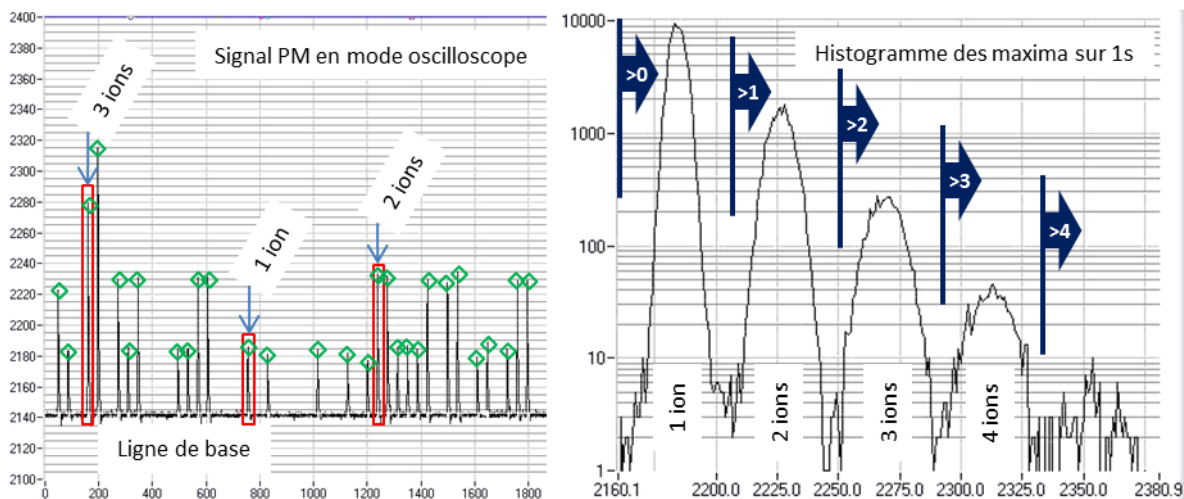 Signal PM en mode oscilloscope
2400
2380
2360
2340
2320
2300
2280
2260
2240
2220
2200
2180
2160
2140
2120
2100
3 ions
1 ion
2 ions
Ligne de base
0 200 400 600 800 1000 1200 1400 1600 1800
Histogramme des maxima sur 1s
10000
1000
100
10
1
>0
>1
>2
>3
>4
1 ion
2 ions
3 ions
4 ions
2160.1 2200.0 2225.0 2250.0 2275.0 2300.0 2325.0 2350.0 2380.9